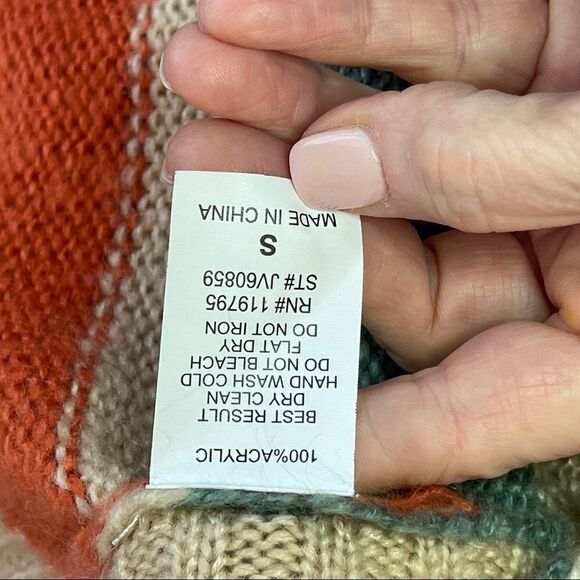 100%ACRYLIC
BEST RESULT
DRY CLEAN
HAND WASH COLD
DO NOT BLEACH
FLAT DRY
DO NOT IRON
RN# 119795
ST# JV60859
S
MADE IN CHINA